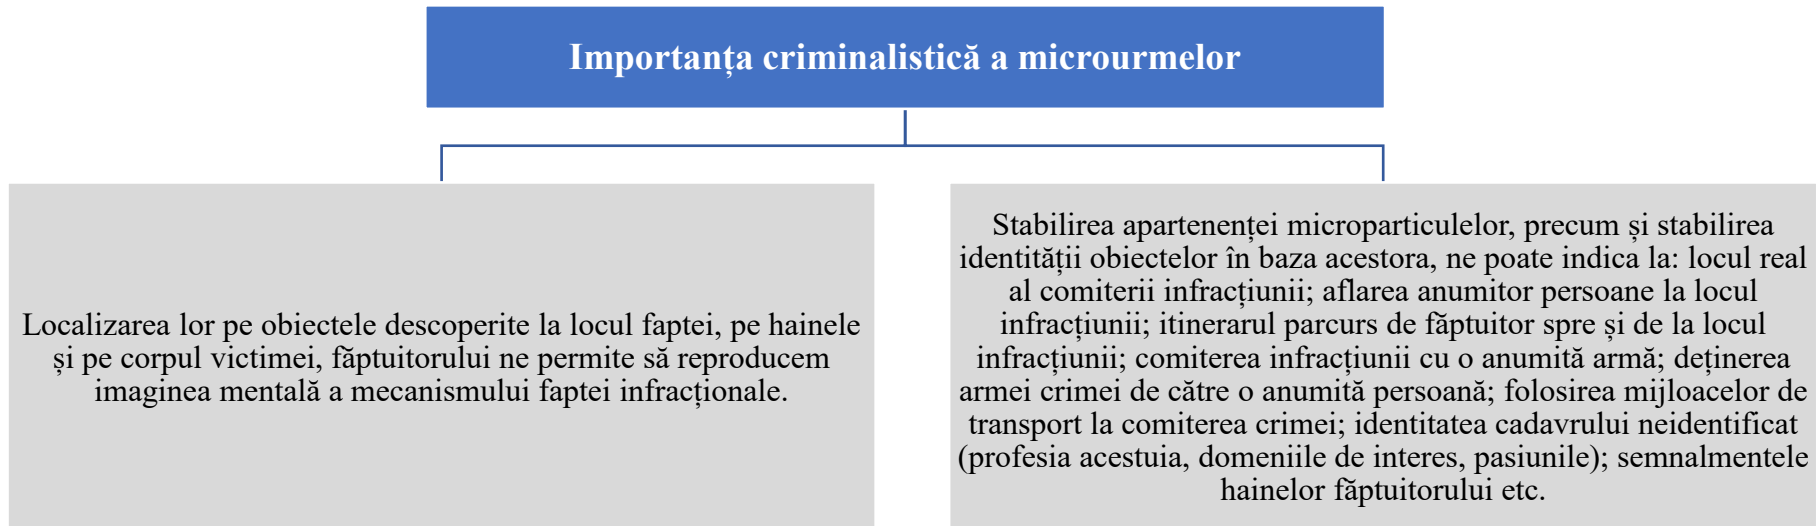 Importanța criminalistică a microurmelor
Localizarea lor pe obiectele descoperite la locul faptei, pe hainele
și pe corpul victimei, făptuitorului ne permite să reproducem
imaginea mentală a mecanismului faptei infracționale.
Stabilirea apartenenței microparticulelor, precum și stabilirea
identității obiectelor în baza acestora, ne poate indica la: locul real
al comiterii infracțiunii; aflarea anumitor persoane la locul
infracțiunii; itinerarul parcurs de făptuitor spre și de la locul
infracțiunii; comiterea infracțiunii cu o anumită armă; deținerea
armei crimei de către o anumită persoană; folosirea mijloacelor de
transport la comiterea crimei; identitatea cadavrului neidentificat
(profesia acestuia, domeniile de interes, pasiunile); semnalmentele
hainelor făptuitorului etc.